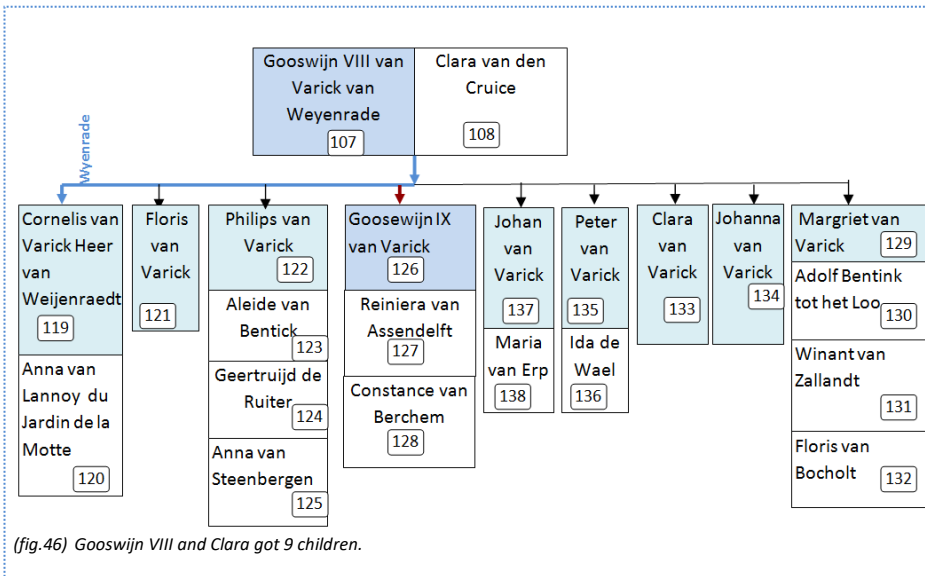 Gooswijn VIII van
Varick van
Weyenrade
107
Clara van den
Cruice
108
Wyenrade
Cornelis van
Varick Heer
van
Weijenraedt
119
Anna van
Lannoy du
Jardin de la
Motte
120
Floris
van
Varick
121
Philips van
Varick
122
Aleide van
Bentick
123
Geertruijd de
Ruiter
124
Anna van
Steenbergen
125
Goosewijn IX
van Varick
126
Reiniera van
Assendelft
127
Constance van
Berchem
128
Johan
van
Varick
137
Maria
van Erp
138
Peter
van
Varick
135
Ida de
Wael
136
Clara
van
Varick
133
Johanna
van
Varick
134
Margriet van
Varick
129
Adolf Bentink
tot het Loo
130
Winant van
Zallandt
131
Floris van
Bocholt
132
(fig.46) Gooswijn VIII and Clara got 9 children.